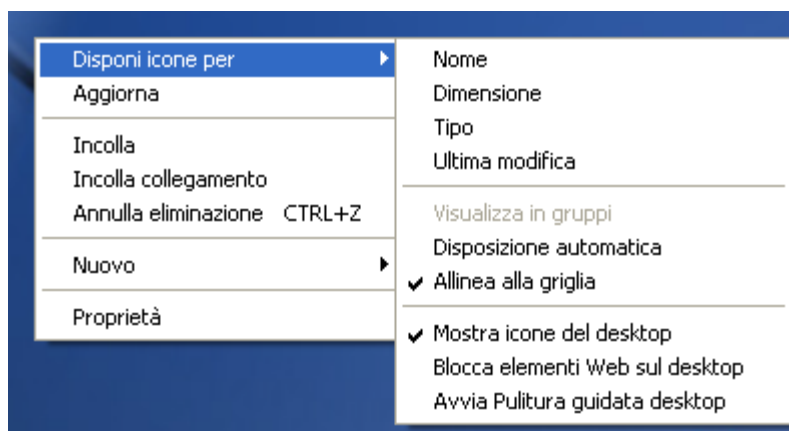 Disponi icone per
Aggiorna
Incolla
Incolla collegamento
Annulla eliminazione CTRL+Z
Nuovo
Proprietà
Nome
Dimensione
Tipo
Ultima modifica
Visualizza in gruppi
Disposizione automatica
Allinea alla griglia
Mostra icone del desktop
Blocca elementi Web sul desktop
Avvia Pulitura guidata desktop